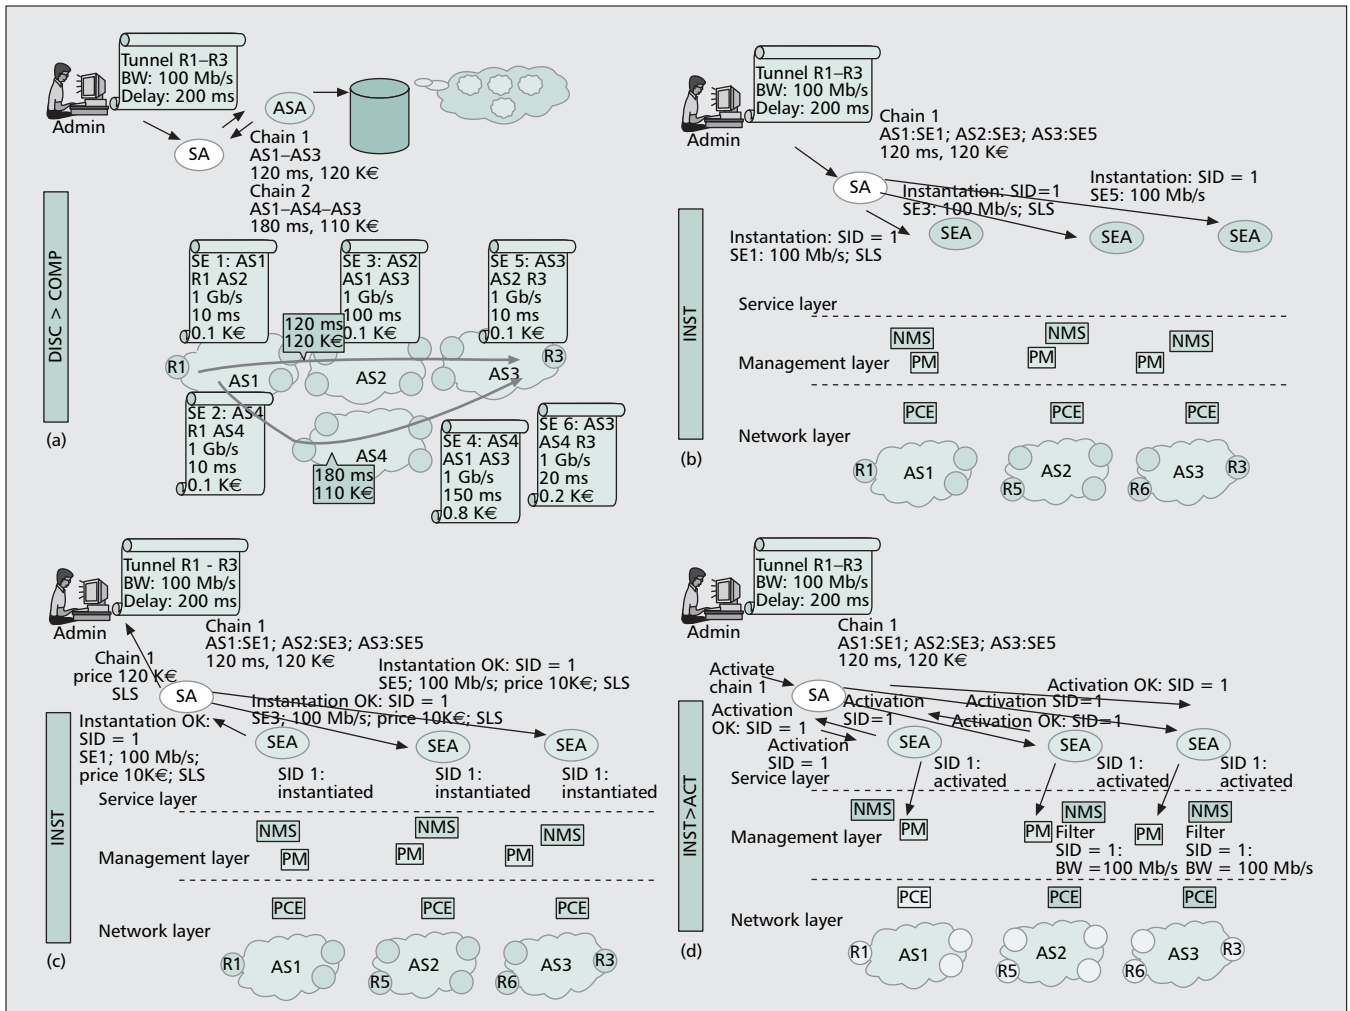 Tunnel R1–R3
BW: 100 Mb/s
Delay: 200 ms
Admin
ASA
SA
Chain 1
AS1–AS3
120 ms, 120 K€
Chain 2
AS1–AS4–AS3
180 ms, 110 K€
DISC > COMP
SE 1: AS1
R1 AS2
1 Gb/s
10 ms
0.1 K€
SE 3: AS2
AS1 AS3
1 Gb/s
100 ms
0.1 K€
SE 5: AS3
AS2 R3
1 Gb/s
10 ms
0.1 K€
120 ms
120 K€
R1
AS1
AS2
AS3
R3
SE 2: AS4
R1 AS4
1 Gb/s
10 ms
0.1 K€
AS4
180 ms
110 K€
SE 4: AS4
AS1 AS3
1 Gb/s
150 ms
0.8 K€
SE 6: AS3
AS4 R3
1 Gb/s
20 ms
0.2 K€
(a)
Tunnel R1–R3
BW: 100 Mb/s
Delay: 200 ms
Admin
Chain 1
AS1:SE1; AS2:SE3; AS3:SE5
120 ms, 120 K€
SA
Instantation: SID = 1
SE5: 100 Mb/s
Instantation: SID=1
SE3: 100 Mb/s; SLS
Instantation: SID = 1
SE1: 100 Mb/s; SLS
SEA
SEA
SEA
INST
Service layer
NMS
NMS
NMS
Management layer
PM
PM
PM
PCE
PCE
PCE
Network layer
R1
AS1
AS2
R5
AS3
R3
R6
(b)
Tunnel R1 - R3
BW: 100 Mb/s
Delay: 200 ms
Admin
Chain 1
AS1:SE1; AS2:SE3; AS3:SE5
120 ms, 120 K€
Chain 1
price 120 K€
SLS
SA
Instantation OK: SID = 1
SE5; 100 Mb/s; price 10K€; SLS
Instantation OK: SID = 1
SE3; 100 Mb/s; price 10K€; SLS
Instantation OK:
SID = 1
SE1; 100 Mb/s;
price 10K€; SLS
SEA
SEA
SEA
SID 1:
instantiated
SID 1:
instantiated
SID 1:
instantiated
INST
Service layer
NMS
NMS
NMS
Management layer
PM
PM
PM
PCE
PCE
PCE
Network layer
R1
AS1
AS2
R5
AS3
R3
R6
(c)
Tunnel R1–R3
BW: 100 Mb/s
Delay: 200 ms
Admin
Chain 1
AS1:SE1; AS2:SE3; AS3:SE5
120 ms, 120 K€
Activate
chain 1
SA
Activation OK: SID = 1
Activation SID=1
Activation
SID=1
Activation OK: SID=1
Activation
OK: SID = 1
Activation
SID = 1
SEA
SEA
SEA
SID 1:
activated
SID 1:
activated
SID 1:
activated
INST>ACT
Service layer
NMS
NMS
NMS
Management layer
PM
PM
PM
Filter
SID = 1:
BW =100 Mb/s
Filter
SID = 1:
BW = 100 Mb/s
PCE
PCE
PCE
Network layer
R1
AS1
AS2
R5
AS3
R3
R6
(d)